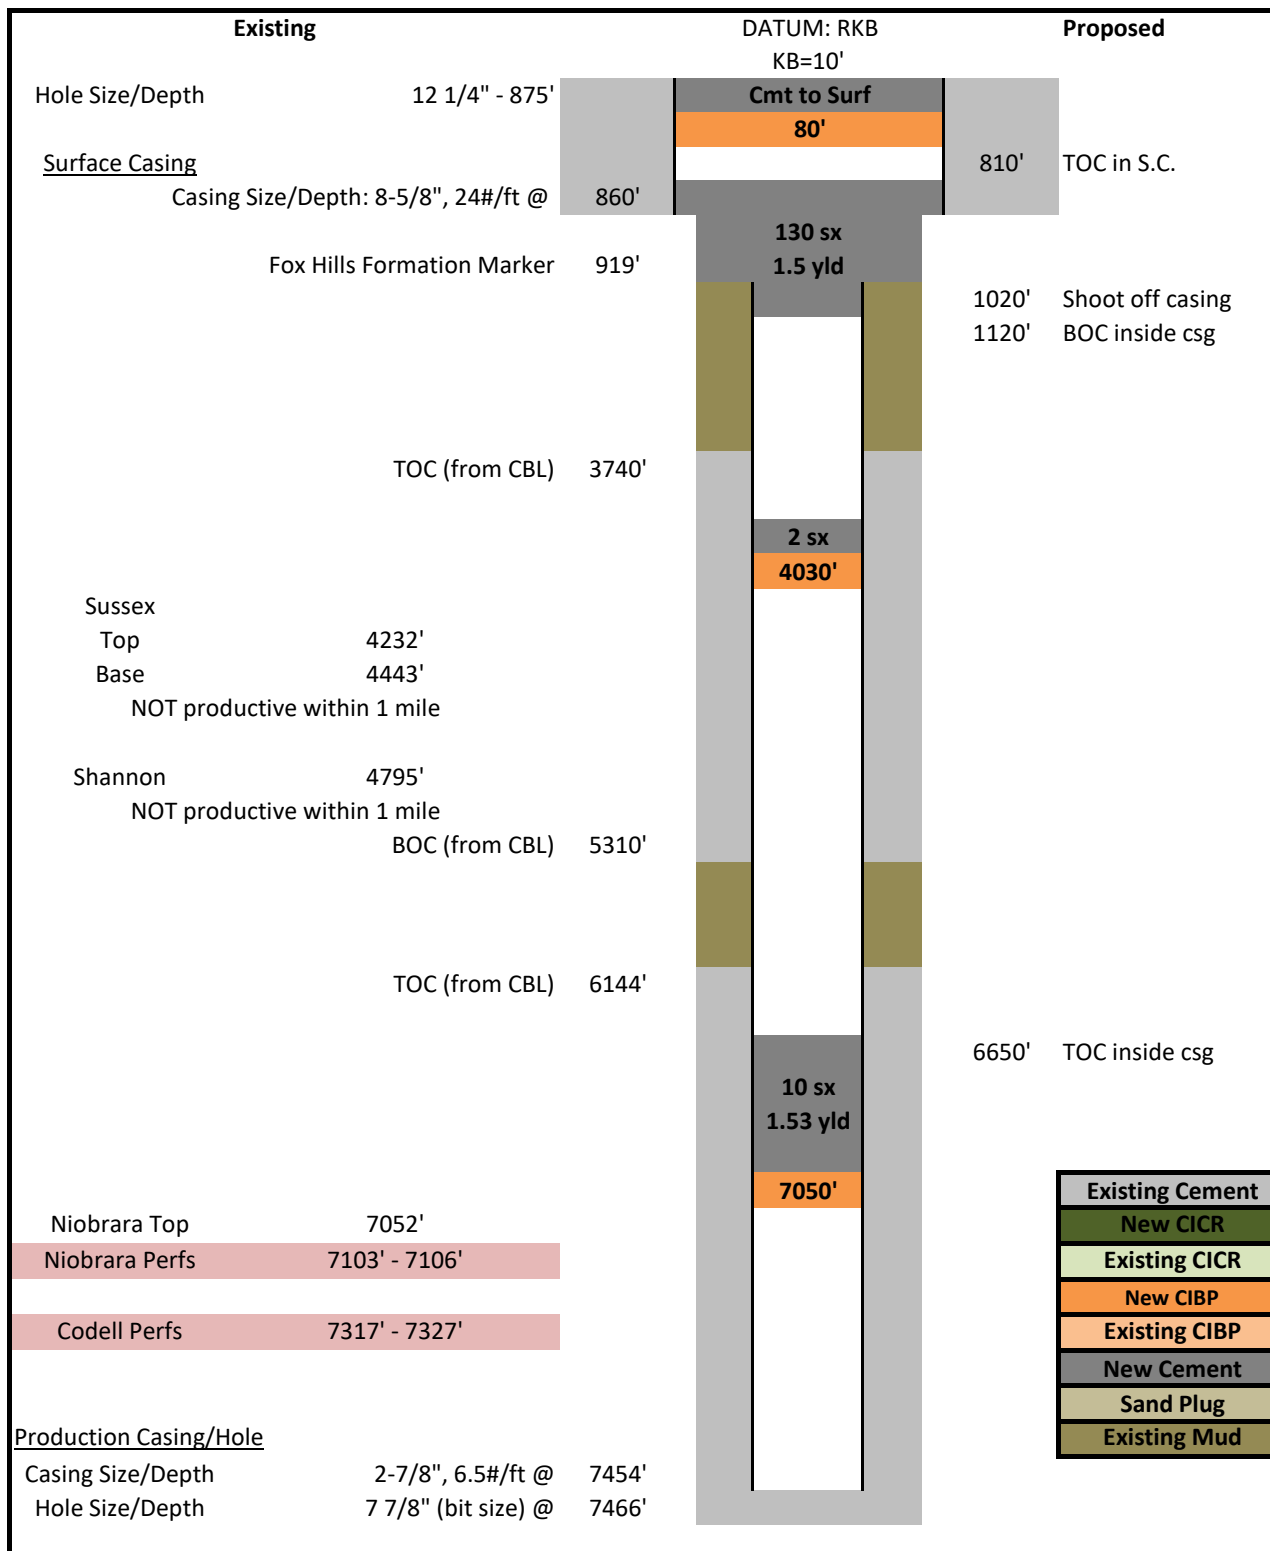 Existing DATUM: RKB Proposed
KB=10'
Hole Size/Depth 12 1/4" - 875' Cmt to Surf
80'
Surface Casing 810' TOC in S.C.
Casing Size/Depth: 8-5/8", 24#/ft @ 860'
130 sx
Fox Hills Formation Marker 919' 1.5 yld
1020' Shoot off casing
1120' BOC inside csg
TOC (from CBL) 3740'
2 sx
4030'
Sussex
Top 4232'
Base 4443'
NOT productive within 1 mile
Shannon 4795'
NOT productive within 1 mile
BOC (from CBL) 5310'
TOC (from CBL) 6144'
6650' TOC inside csg
10 sx
1.53 yld
7050' Existing Cement
Niobrara Top 7052' New CICR
Niobrara Perfs 7103' - 7106' Existing CICR
New CIBP
Codell Perfs 7317' - 7327' Existing CIBP
New Cement
Sand Plug
Production Casing/Hole Existing Mud
Casing Size/Depth 2-7/8", 6.5#/ft @ 7454'
Hole Size/Depth 7 7/8" (bit size) @ 7466'